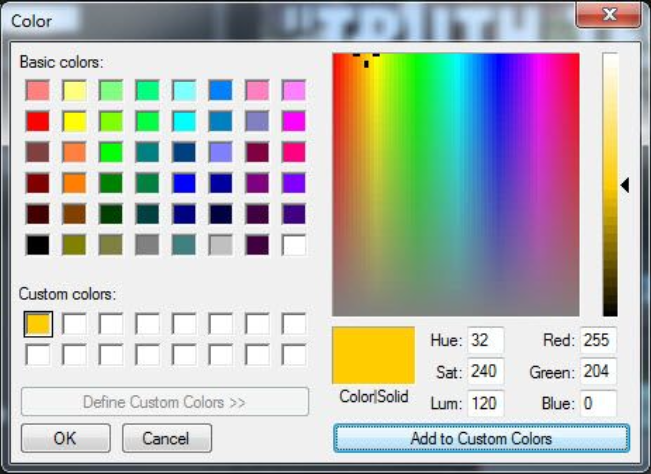 Color
Basic colors:
Custom colors:
Define Custom Colors >>
OK
Cancel
Color|Solid
Hue: 32
Sat: 240
Lum: 120
Red: 255
Green: 204
Blue: 0
Add to Custom Colors